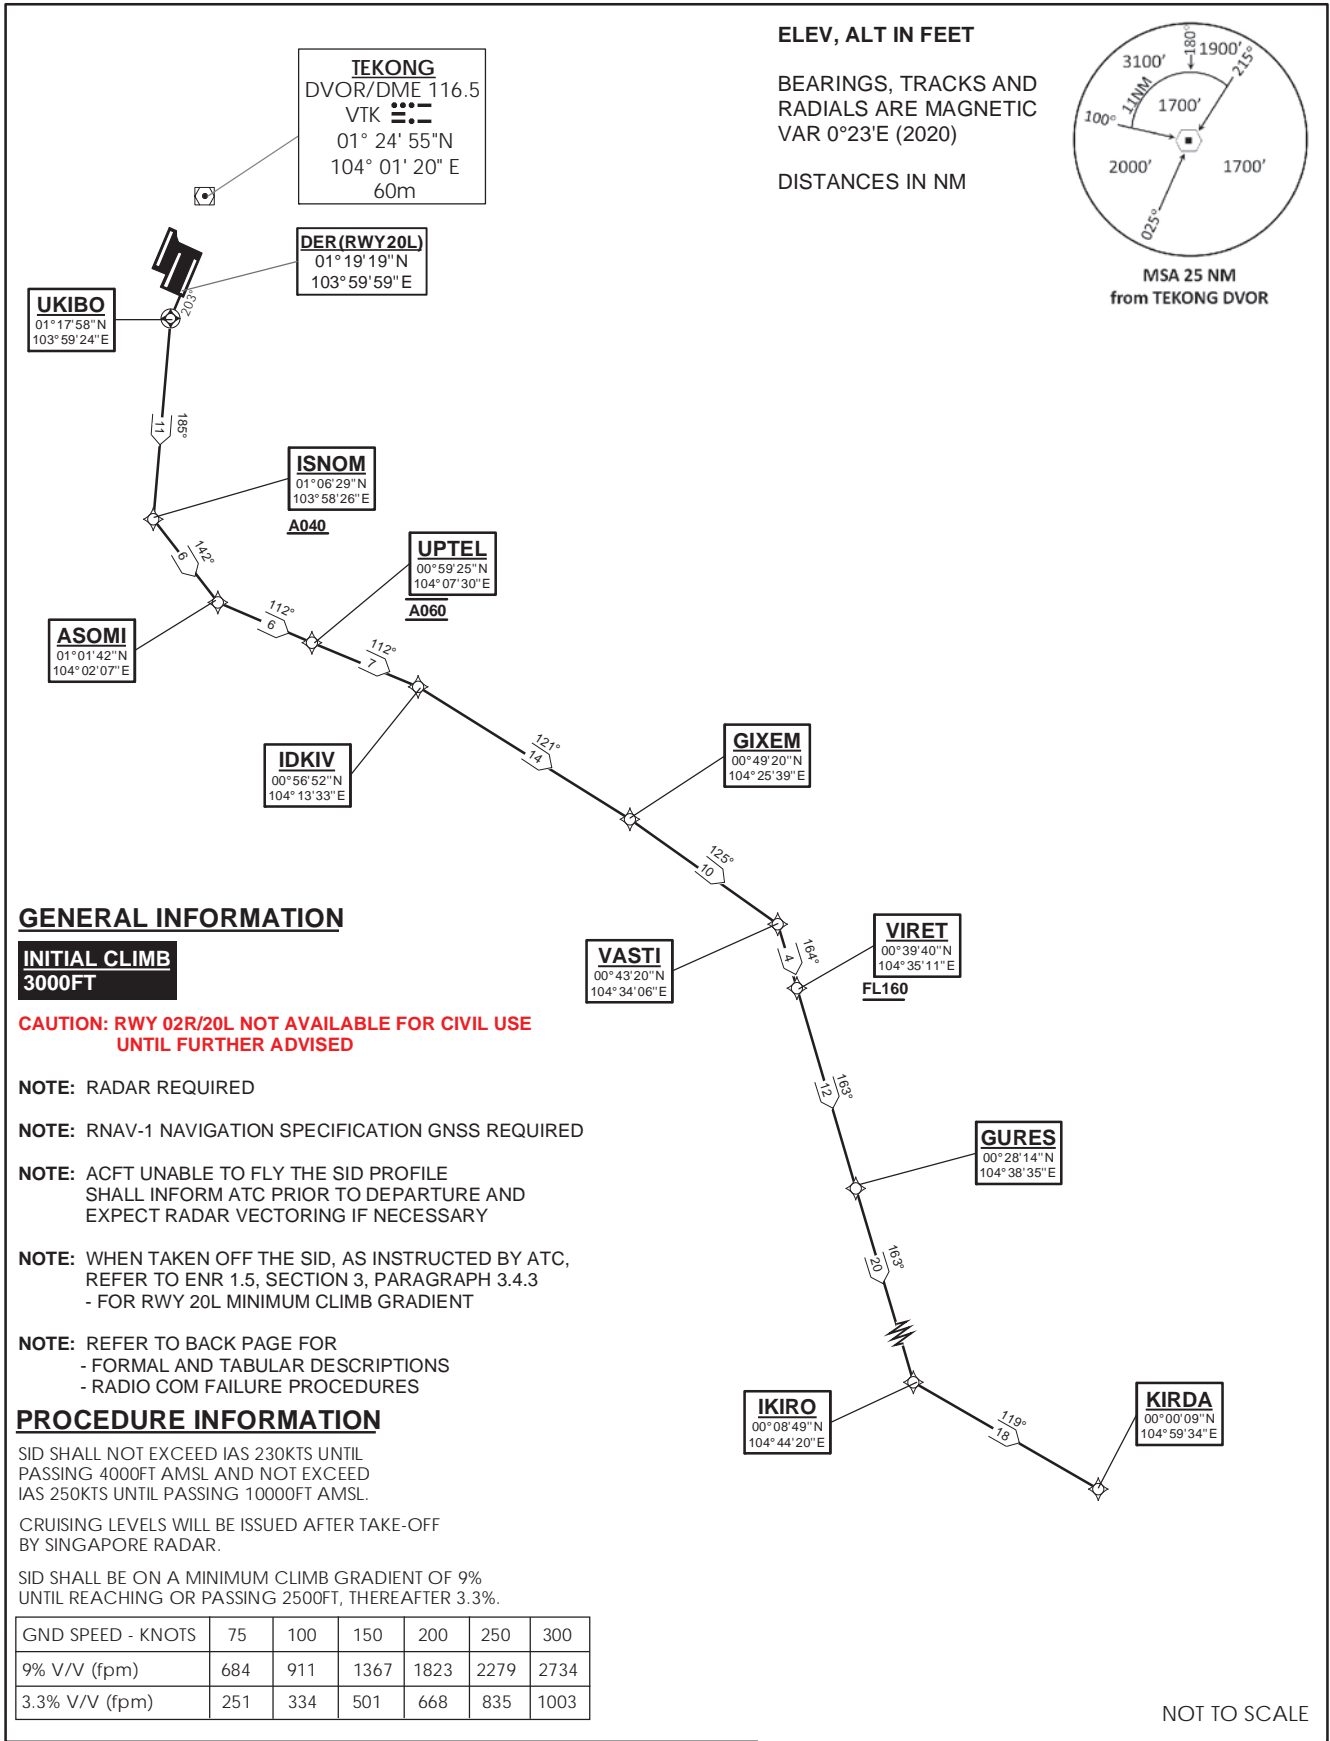 TEKONG
DVOR/DME 116.5
VTK
01° 24' 55"N
104° 01' 20" E
60m
ELEV, ALT IN FEET
BEARINGS, TRACKS AND
RADIALS ARE MAGNETIC
VAR 0°23'E (2020)
DISTANCES IN NM
180°
1900'
3100'
215°
11NM
1700'
100°
2000'
1700'
025°
MSA 25 NM
from TEKONG DVOR
DER(RWY20L)
01°19'19"N
103°59'59"E
203°
UKIBO
01°17'58"N
103°59'24"E
11
185°
ISNOM
01°06'29"N
103°58'26"E
A040
6
142°
UPTEL
00°59'25"N
104°07'30"E
A060
ASOMI
01°01'42"N
104°02'07"E
112°
6
112°
7
IDKIV
00°56'52"N
104°13'33"E
121°
14
GIXEM
00°49'20"N
104°25'39"E
125°
10
VASTI
00°43'20"N
104°34'06"E
4
164°
VIRET
00°39'40"N
104°35'11"E
FL160
12
163°
GURES
00°28'14"N
104°38'35"E
20
163°
IKIRO
00°08'49"N
104°44'20"E
119°
18
KIRDA
00°00'09"N
104°59'34"E
GENERAL INFORMATION
INITIAL CLIMB
3000FT
CAUTION: RWY 02R/20L NOT AVAILABLE FOR CIVIL USE
UNTIL FURTHER ADVISED
NOTE: RADAR REQUIRED
NOTE: RNAV-1 NAVIGATION SPECIFICATION GNSS REQUIRED
NOTE: ACFT UNABLE TO FLY THE SID PROFILE
SHALL INFORM ATC PRIOR TO DEPARTURE AND
EXPECT RADAR VECTORING IF NECESSARY
NOTE: WHEN TAKEN OFF THE SID, AS INSTRUCTED BY ATC,
REFER TO ENR 1.5, SECTION 3, PARAGRAPH 3.4.3
- FOR RWY 20L MINIMUM CLIMB GRADIENT
NOTE: REFER TO BACK PAGE FOR
- FORMAL AND TABULAR DESCRIPTIONS
- RADIO COM FAILURE PROCEDURES
PROCEDURE INFORMATION
SID SHALL NOT EXCEED IAS 230KTS UNTIL
PASSING 4000FT AMSL AND NOT EXCEED
IAS 250KTS UNTIL PASSING 10000FT AMSL.
CRUISING LEVELS WILL BE ISSUED AFTER TAKE-OFF
BY SINGAPORE RADAR.
SID SHALL BE ON A MINIMUM CLIMB GRADIENT OF 9%
UNTIL REACHING OR PASSING 2500FT, THEREAFTER 3.3%.
GND SPEED - KNOTS 75 100 150 200 250 300
9% V/V (fpm) 684 911 1367 1823 2279 2734
3.3% V/V (fpm) 251 334 501 668 835 1003
NOT TO SCALE